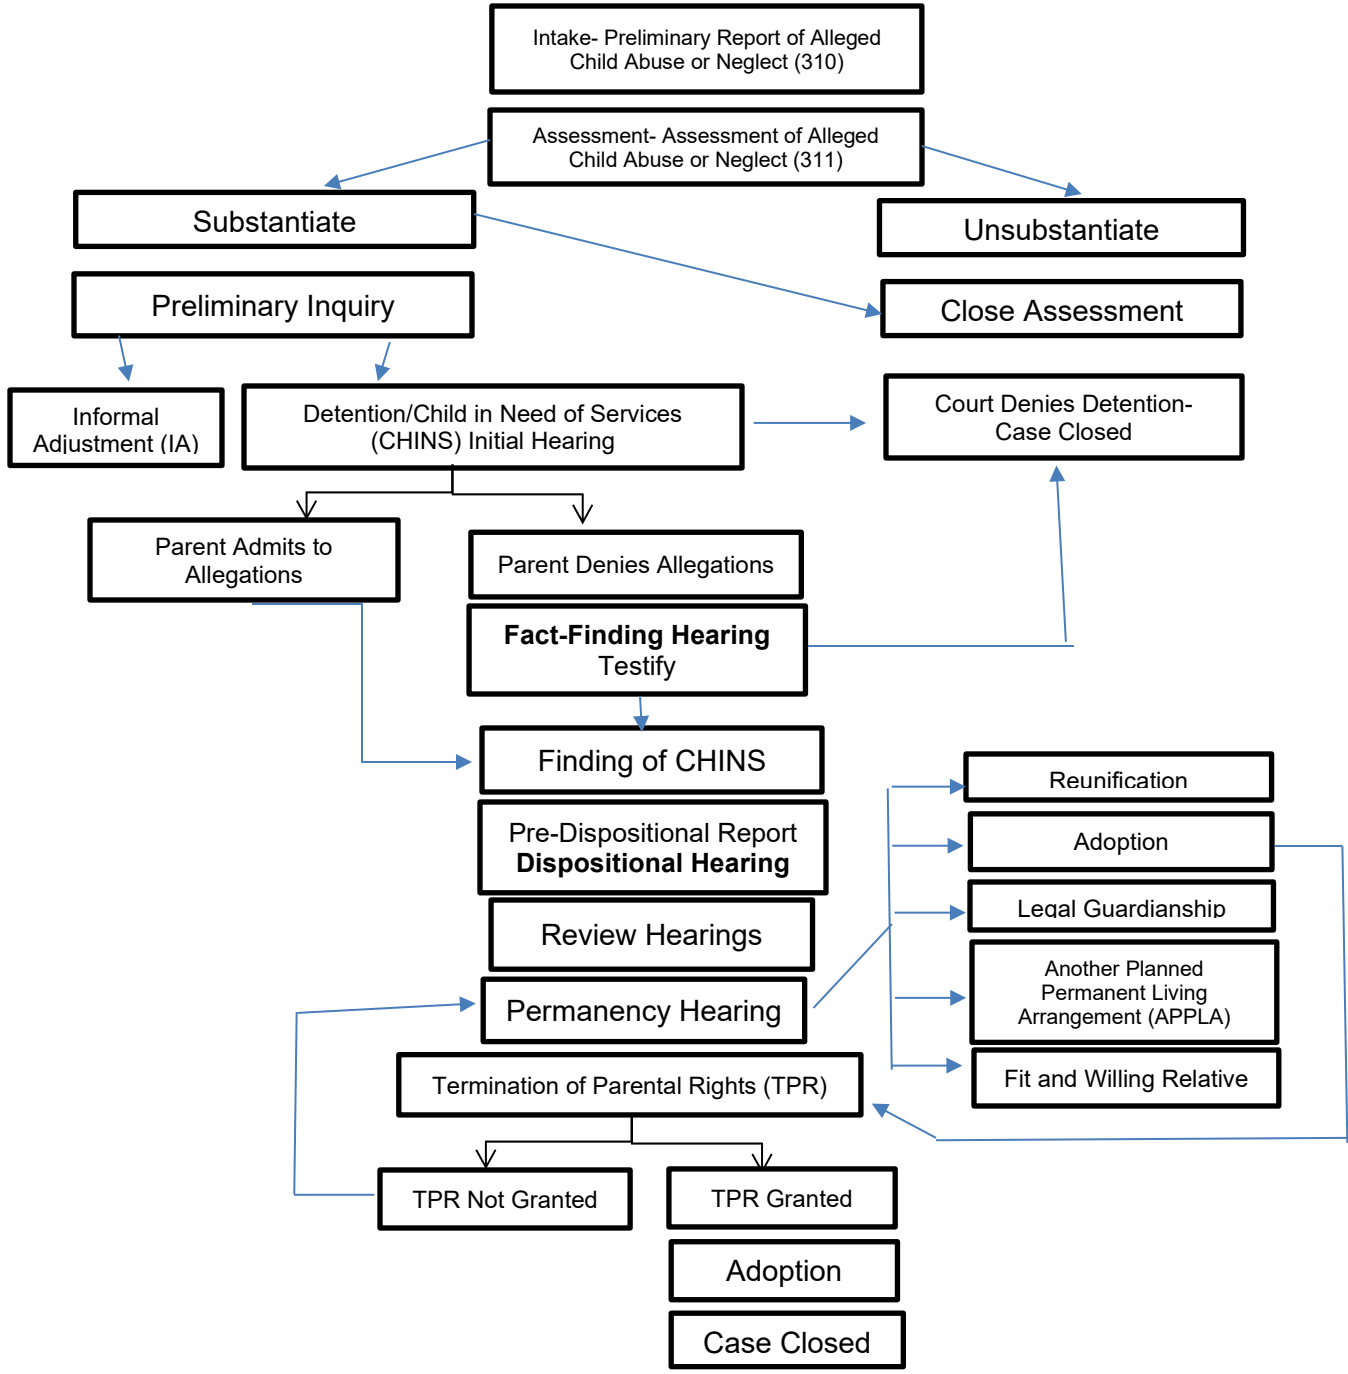 Intake- Preliminary Report of Alleged
Child Abuse or Neglect (310)
Assessment- Assessment of Alleged
Child Abuse or Neglect (311)
Substantiate
Unsubstantiate
Preliminary Inquiry
Close Assessment
Informal
Adjustment (IA)
Detention/Child in Need of Services
(CHINS) Initial Hearing
Court Denies Detention-
Case Closed
Parent Admits to
Allegations
Parent Denies Allegations
Fact-Finding Hearing
Testify
Finding of CHINS
Pre-Dispositional Report
Dispositional Hearing
Review Hearings
Permanency Hearing
Reunification
Adoption
Legal Guardianship
Another Planned
Permanent Living
Arrangement (APPLA)
Fit and Willing Relative
Termination of Parental Rights (TPR)
TPR Not Granted
TPR Granted
Adoption
Case Closed